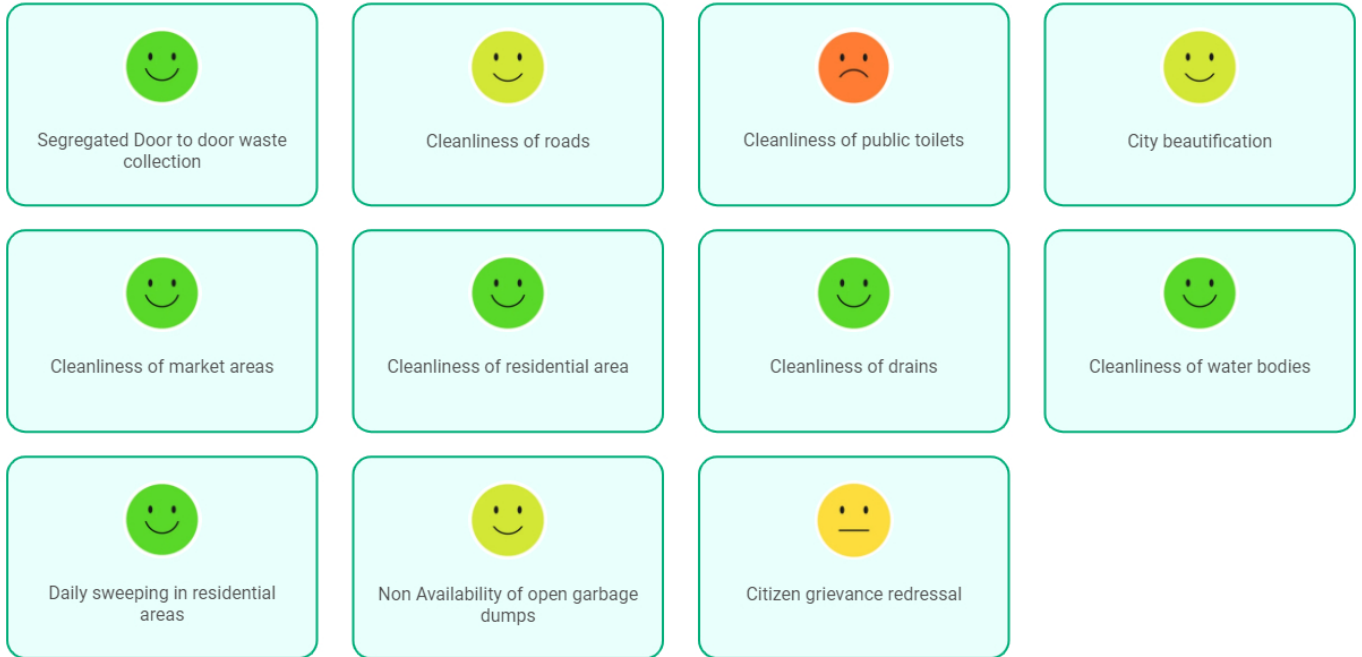 Segregated Door to door waste
collection
Cleanliness of roads
Cleanliness of public toilets
City beautification
Cleanliness of market areas
Cleanliness of residential area
Cleanliness of drains
Cleanliness of water bodies
Daily sweeping in residential
areas
Non Availability of open garbage
dumps
Citizen grievance redressal